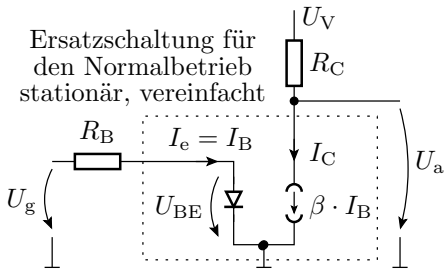 Ersatzschaltung für
den Normalbetrieb
stationär, vereinfacht
U_V
R_C
R_B
I_e = I_B
I_C
U_a
U_g
U_BE
β · I_B